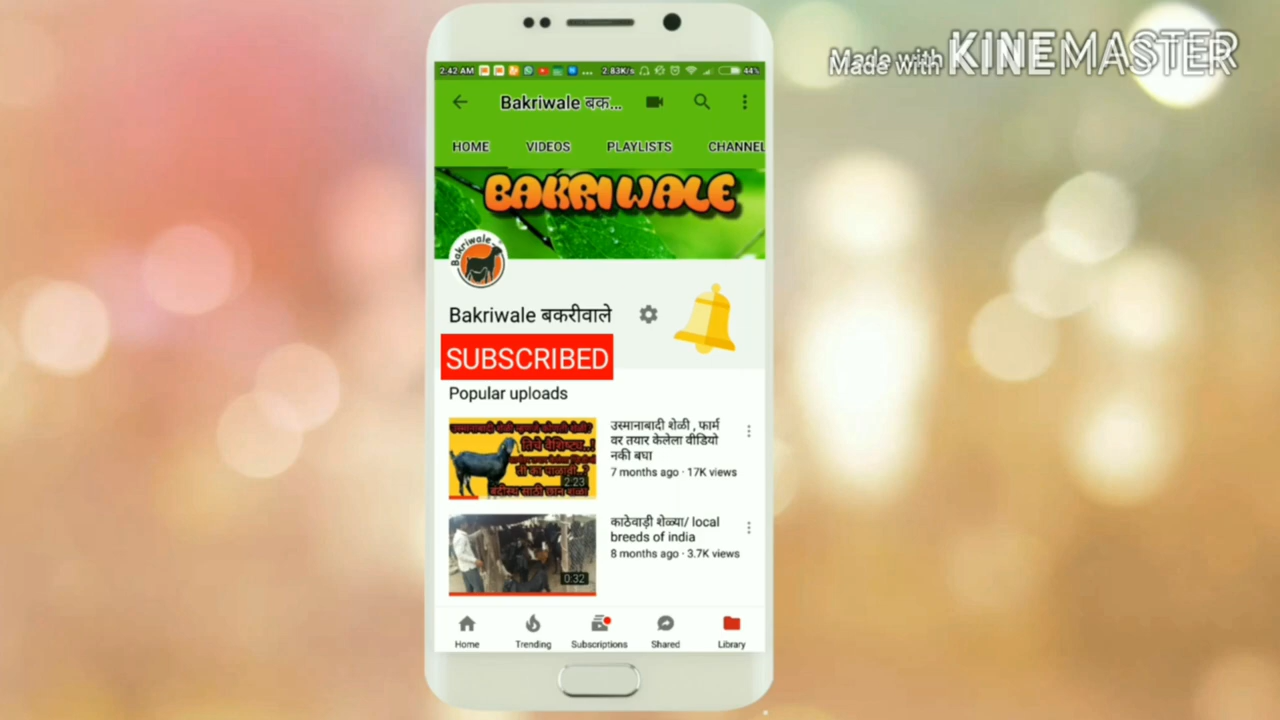 Made with KINEMASTER
2:42 AM 2:83K/s 44%
Bakriwale बक...
HOME VIDEOS PLAYLISTS CHANNEL
BAKRIWALE
Bakriwale
Bakriwale बकरीवाले
SUBSCRIBED
Popular uploads
उस्मानाबादी शेळी , फार्म
वर तयार केलेला वीडियो
नकी बघा
7 months ago · 17K views
तिचे वैशिष्ट्य..!
2:23
काठेवाड़ी शेळ्या/ local
breeds of india
8 months ago · 3.7K views
0:32
Home Trending Subscriptions Shared Library